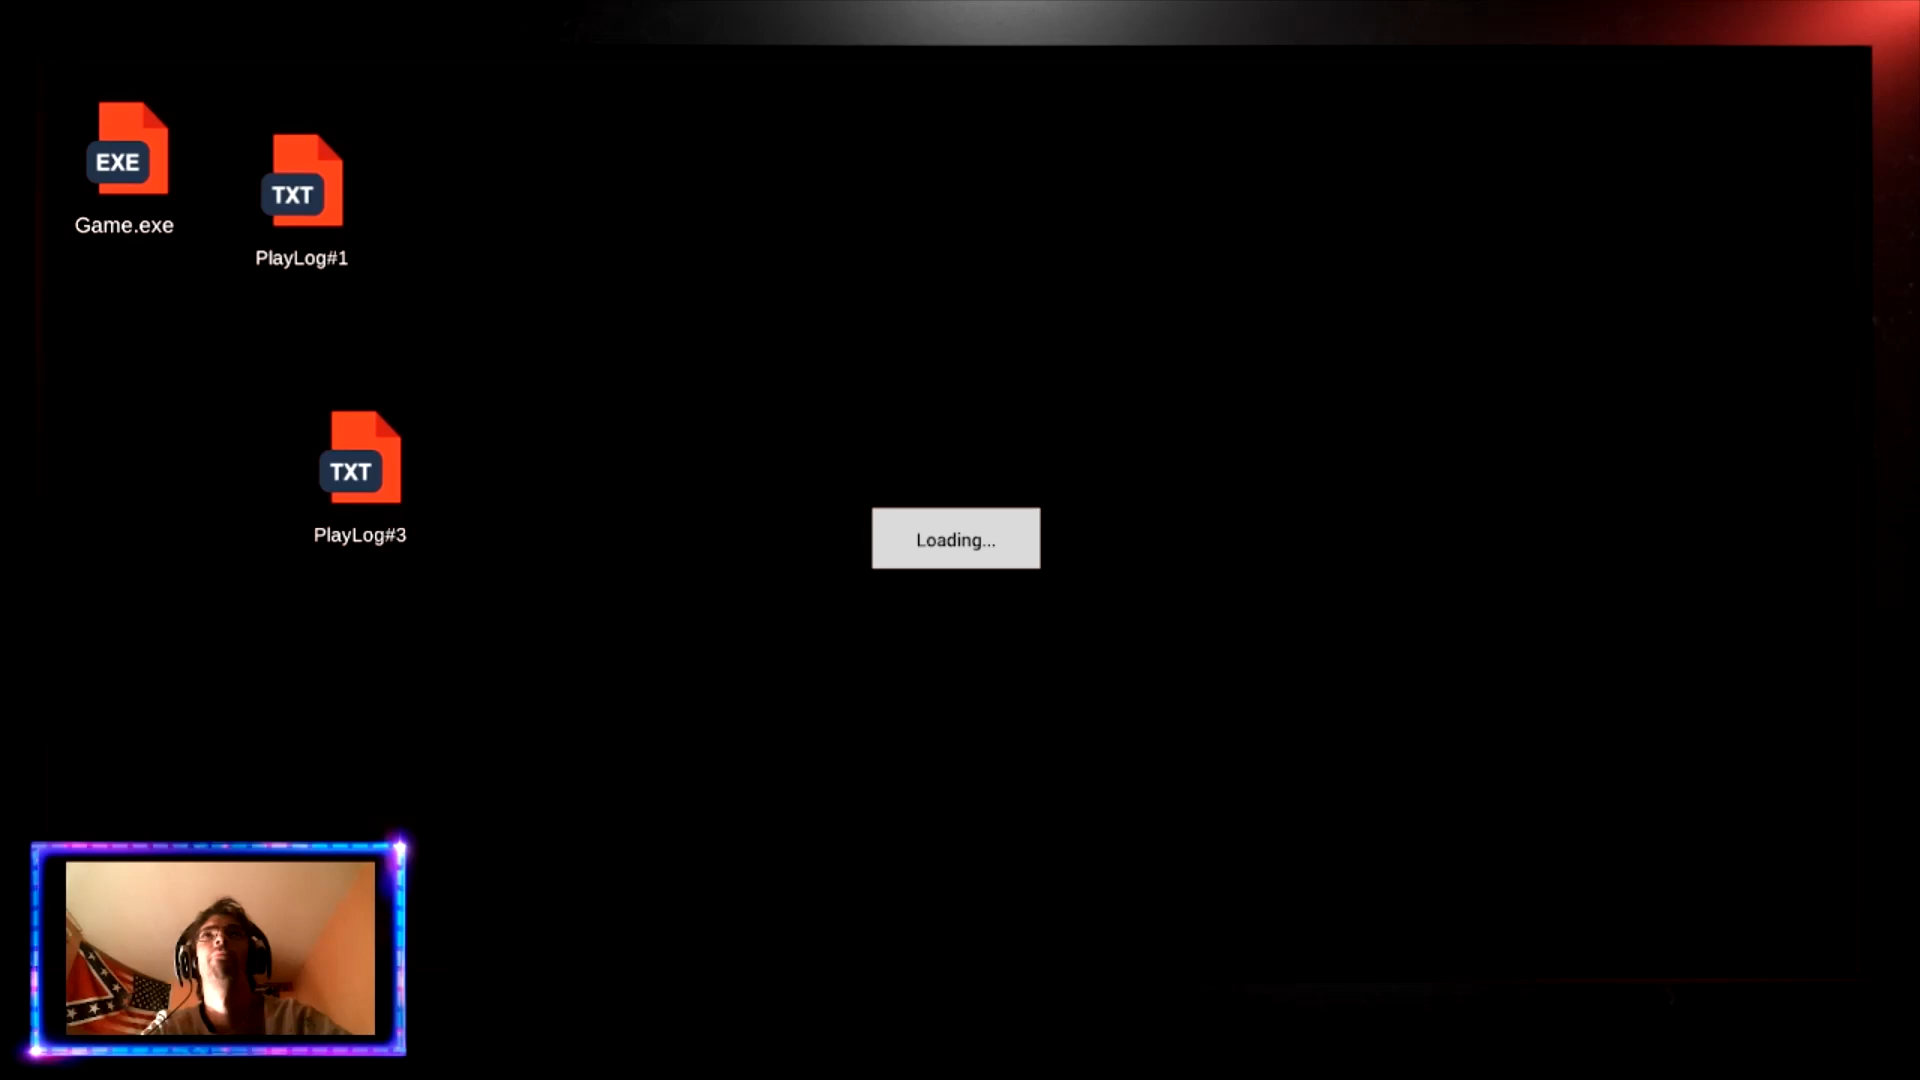 EXE
Game.exe
TXT
PlayLog#1
TXT
PlayLog#3
Loading...